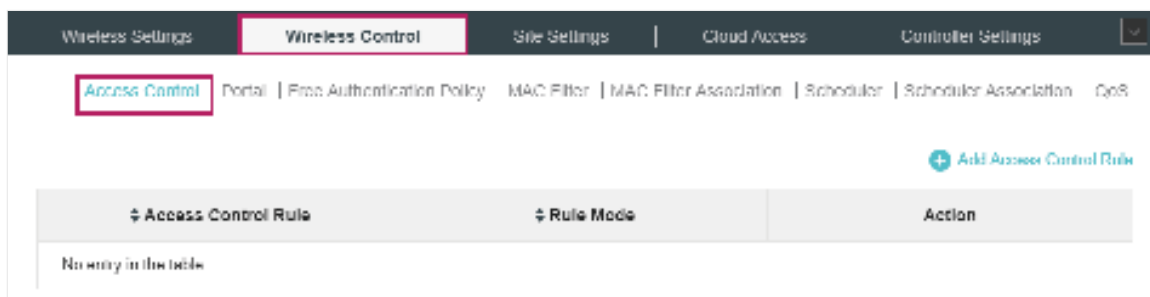 Wireless Settings Wireless Control Site Settings | Cloud Access Controller Settings
Access Control Portal | Free Authentication Policy MAC Filter | MAC Filter Association | Scheduler | Scheduler Association QoS
Add Access Control Rule
Access Control Rule Rule Mode Action
No entry in the table